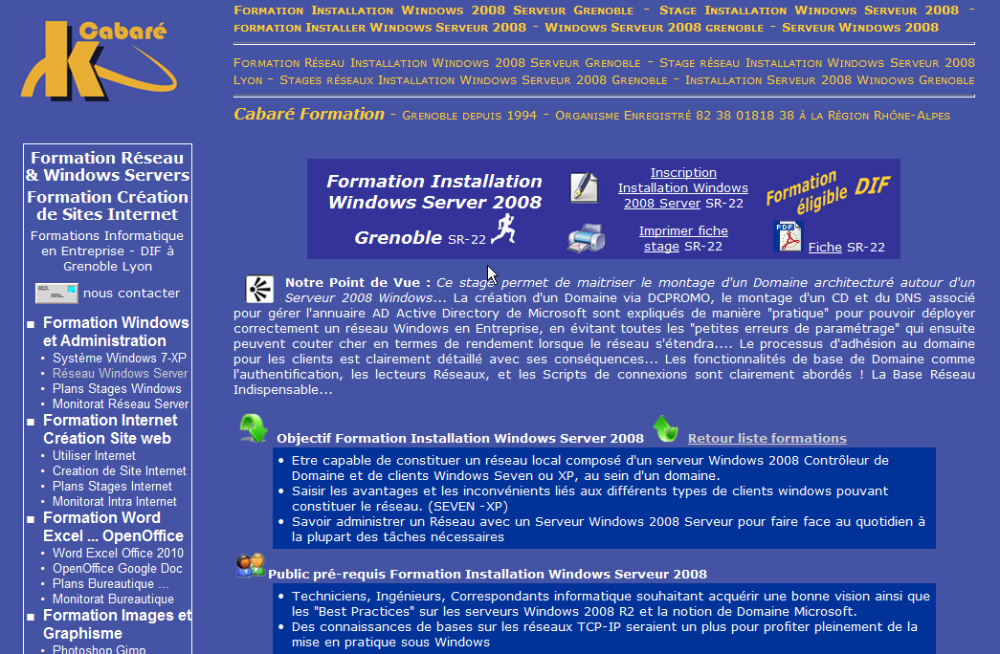 Cabaré
Formation Installation Windows 2008 Serveur Grenoble - Stage Installation Windows Serveur 2008 -
formation Installer Windows Serveur 2008 - Windows Serveur 2008 grenoble - Serveur Windows 2008
Formation Réseau Installation Windows 2008 Serveur Grenoble - Stage réseau Installation Windows Serveur 2008
Lyon - Stages réseaux Installation Windows Serveur 2008 Grenoble - Installation Serveur 2008 Windows Grenoble
Cabaré Formation - Grenoble depuis 1994 - Organisme Enregistré 82 38 01818 38 à la Région Rhône-Alpes
Formation Réseau
& Windows Servers
Formation Création
de Sites Internet
Formations Informatique
en Entreprise - DIF à
Grenoble Lyon
nous contacter
Formation Windows
et Administration
• Système Windows 7-XP
• Réseau Windows Server
• Plans Stages Windows
• Monitorat Réseau Server
Formation Internet
Création Site web
• Utiliser Internet
• Creation de Site Internet
• Plans Stages Internet
• Monitorat Intra Internet
Formation Word
Excel ... OpenOffice
• Word Excel Office 2010
• OpenOffice Google Doc
• Plans Bureautique ...
• Monitorat Bureautique
Formation Images et
Graphisme
• Photoshop Gimp
Formation Installation
Windows Server 2008
Grenoble SR-22
Inscription
Installation Windows
2008 Server SR-22
Imprimer fiche
stage SR-22
Formation
éligible DIF
PDF
Fiche SR-22
Notre Point de Vue : Ce stage permet de maitriser le montage d'un Domaine architecturé autour d'un
Serveur 2008 Windows... La création d'un Domaine via DCPROMO, le montage d'un CD et du DNS associé
pour gérer l'annuaire AD Active Directory de Microsoft sont expliqués de manière "pratique" pour pouvoir déployer
correctement un réseau Windows en Entreprise, en évitant toutes les "petites erreurs de paramétrage" qui ensuite
peuvent couter cher en termes de rendement lorsque le réseau s'étendra.... Le processus d'adhésion au domaine
pour les clients est clairement détaillé avec ses conséquences... Les fonctionnalités de base de Domaine comme
l'authentification, les lecteurs Réseaux, et les Scripts de connexions sont clairement abordés ! La Base Réseau
Indispensable...
Objectif Formation Installation Windows Server 2008 Retour liste formations
• Etre capable de constituer un réseau local composé d'un serveur Windows 2008 Contrôleur de
Domaine et de clients Windows Seven ou XP, au sein d'un domaine.
• Saisir les avantages et les inconvénients liés aux différents types de clients windows pouvant
constituer le réseau. (SEVEN -XP)
• Savoir administrer un Réseau avec un Serveur Windows 2008 Serveur pour faire face au quotidien à
la plupart des tâches nécessaires
Public pré-requis Formation Installation Windows Serveur 2008
• Techniciens, Ingénieurs, Correspondants informatique souhaitant acquérir une bonne vision ainsi que
les "Best Practices" sur les serveurs Windows 2008 R2 et la notion de Domaine Microsoft.
• Des connaissances de bases sur les réseaux TCP-IP seraient un plus pour profiter pleinement de la
mise en pratique sous Windows